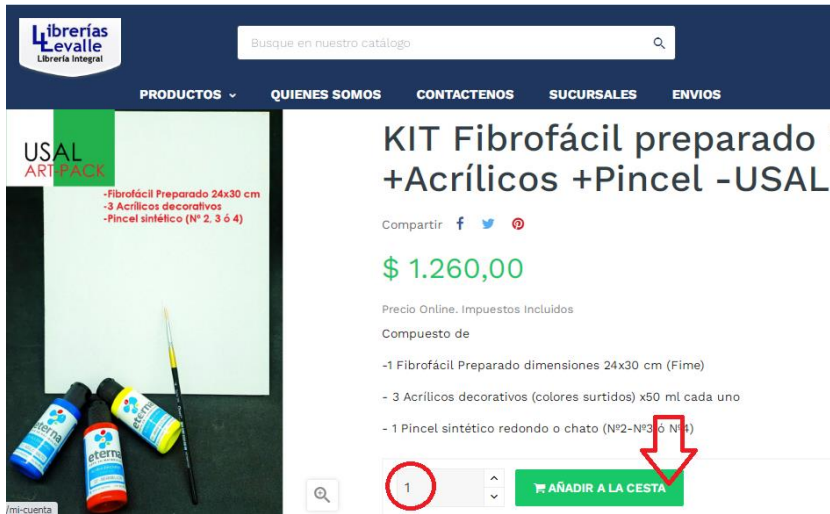 Librerías
Levalle
Librería Integral
Busque en nuestro catálogo
PRODUCTOS
QUIENES SOMOS
CONTACTENOS
SUCURSALES
ENVIOS
USAL
ART-PACK
-Fibrofácil Preparado 24x30 cm
-3 Acrílicos decorativos
-Pincel sintético (Nº 2, 3 ó 4)
eterna
eterna
eterna
KIT Fibrofácil preparado
+Acrílicos +Pincel -USAL
Compartir
$ 1.260,00
Precio Online. Impuestos Incluidos
Compuesto de
-1 Fibrofácil Preparado dimensiones 24x30 cm (Fime)
- 3 Acrílicos decorativos (colores surtidos) x50 ml cada uno
- 1 Pincel sintético redondo o chato (Nº2-Nº3 ó Nº4)
1
AÑADIR A LA CESTA
/mi-cuenta